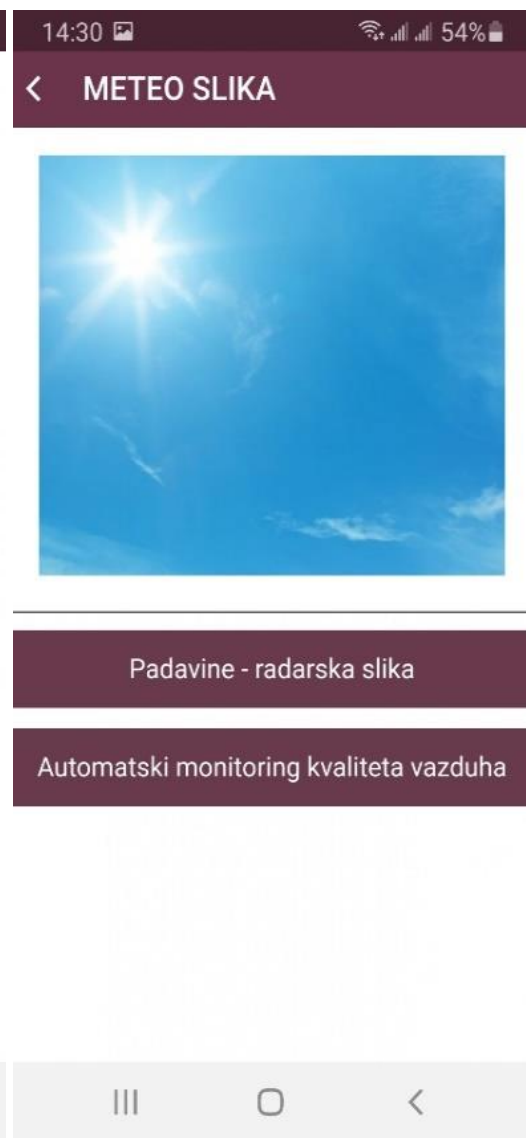 14:30 54%
METEO SLIKA
Padavine - radarska slika
Automatski monitoring kvaliteta vazduha